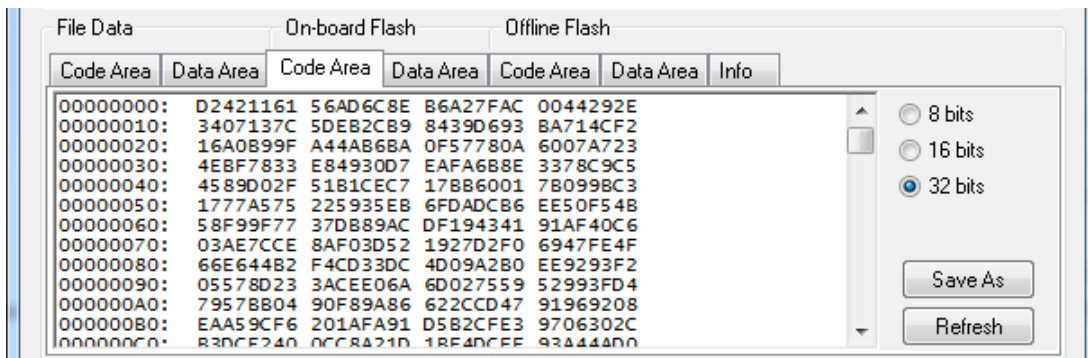 File Data On-board Flash Offline Flash
Code Area Data Area Code Area Data Area Code Area Data Area Info
00000000: D2421161 56AD6C8E B6A27FAC 0044292E
00000010: 3407137C 5DEB2CB9 8439D693 BA714CF2
00000020: 16A0B99F A44AB6BA 0F57780A 6007A723
00000030: 4EBF7833 E84930D7 EAFA6B8E 3378C9C5
00000040: 4589D02F 51B1CEC7 17BB6001 7B099BC3
00000050: 1777A575 225935EB 6FDADCB6 EE50F54B
00000060: 58F99F77 37DB89AC DF194341 91AF40C6
00000070: 03AE7CCE 8AF03D52 1927D2F0 6947FE4F
00000080: 66E644B2 F4CD33DC 4D09A2B0 EE9293F2
00000090: 05578D23 3ACEE06A 6D027559 52993FD4
000000A0: 7957BB04 90F89A86 622CCD47 91969208
000000B0: EAA59CF6 201AFA91 D5B2CFE3 9706302C
000000C0:
8 bits
16 bits
32 bits
Save As
Refresh